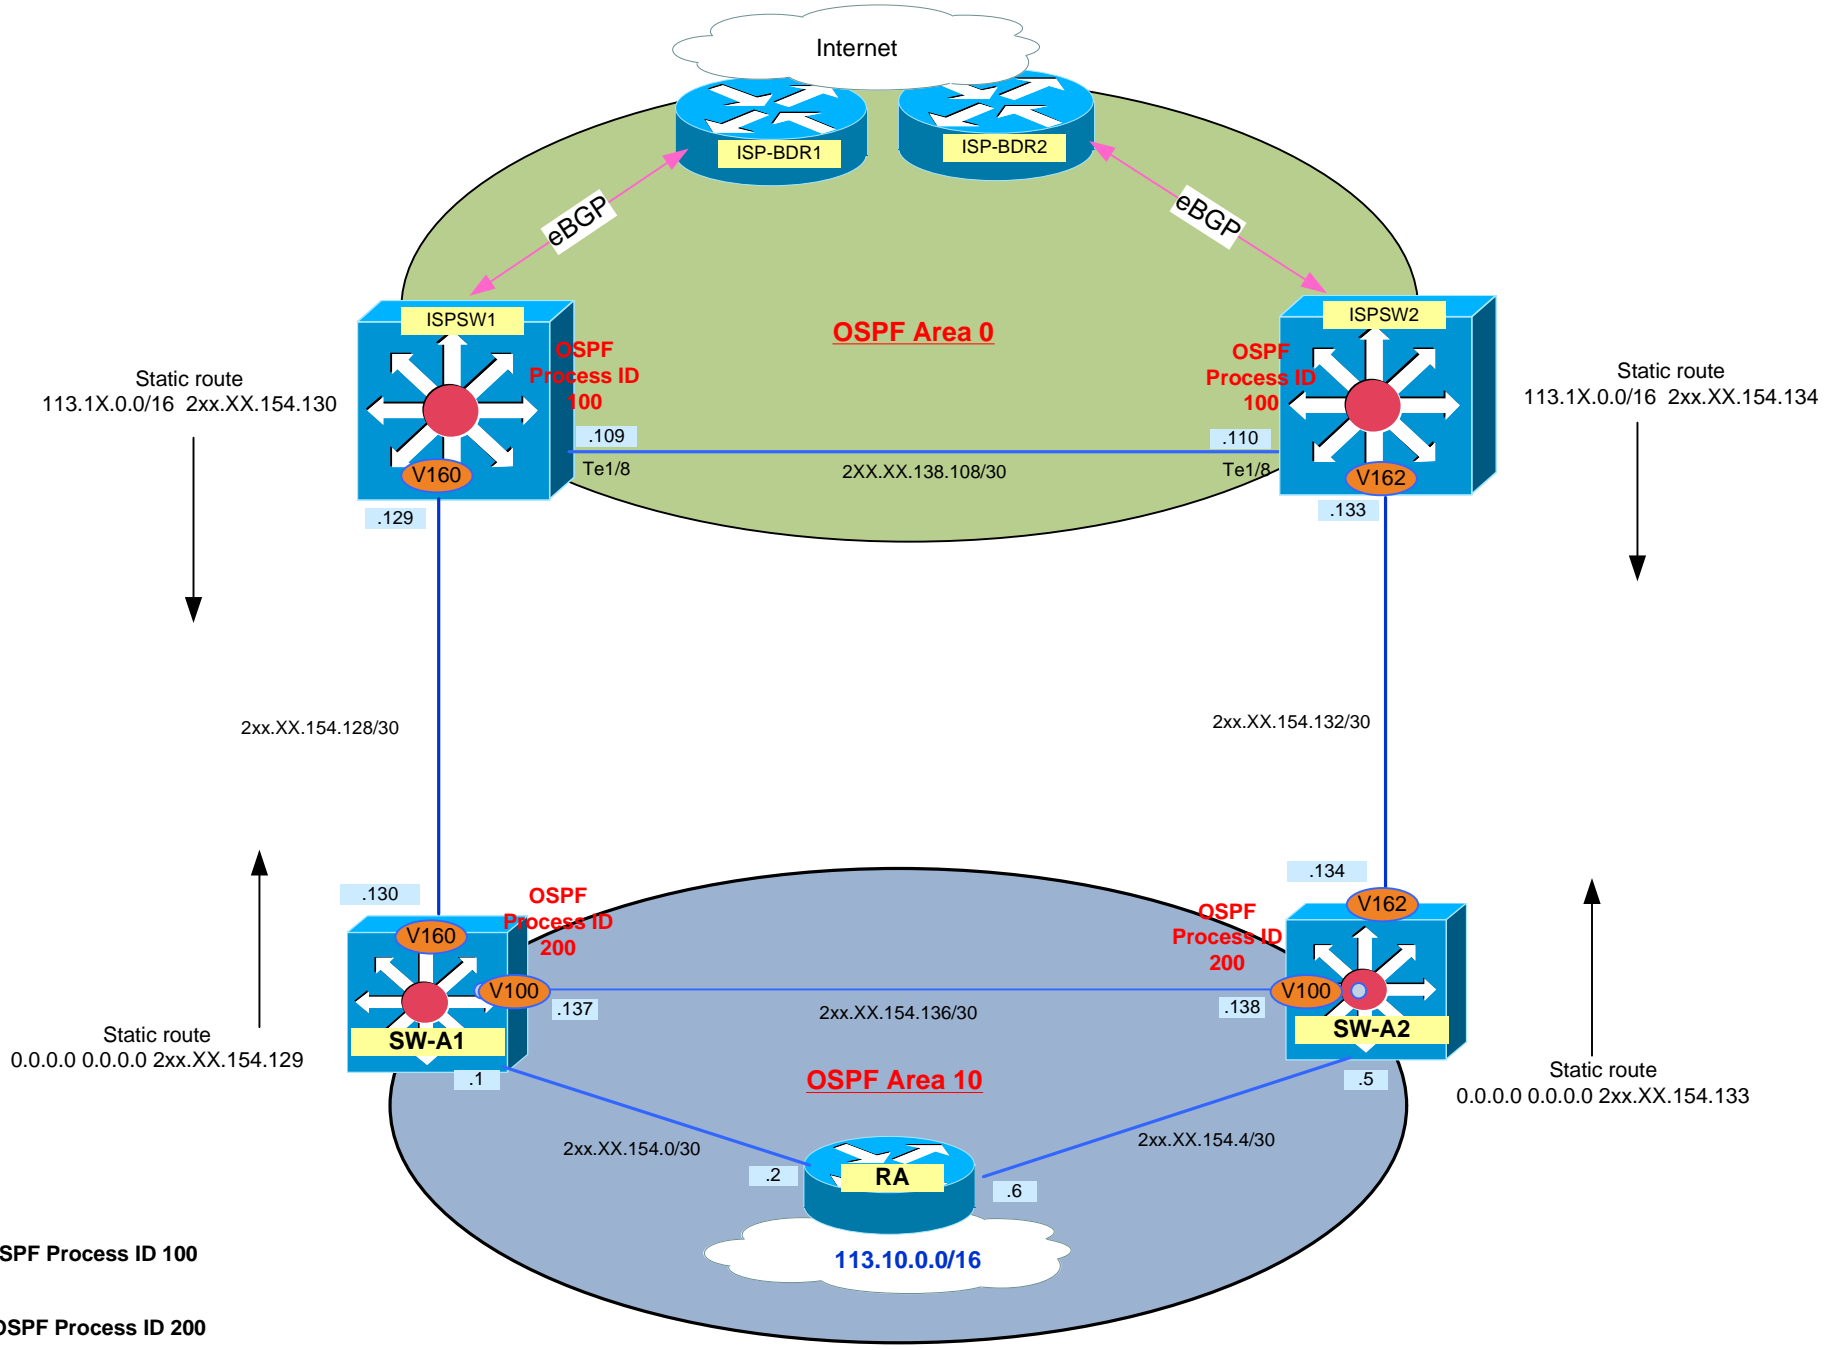 Internet
ISP-BDR1
ISP-BDR2
eBGP
eBGP
ISPSW1
ISPSW2
OSPF Area 0
OSPF
Process ID
100
OSPF
Process ID
100
Static route
113.1X.0.0/16 2xx.XX.154.130
Static route
113.1X.0.0/16 2xx.XX.154.134
.109
.110
Te1/8
2XX.XX.138.108/30
Te1/8
V160
V162
.129
.133
2xx.XX.154.128/30
2xx.XX.154.132/30
.130
.134
OSPF
Process ID
200
OSPF
Process ID
200
V160
V162
V100
V100
.137
2xx.XX.154.136/30
.138
SW-A1
SW-A2
Static route
0.0.0.0 0.0.0.0 2xx.XX.154.129
Static route
0.0.0.0 0.0.0.0 2xx.XX.154.133
.1
OSPF Area 10
.5
2xx.XX.154.0/30
2xx.XX.154.4/30
.2
RA
.6
113.10.0.0/16
SPF Process ID 100
OSPF Process ID 200